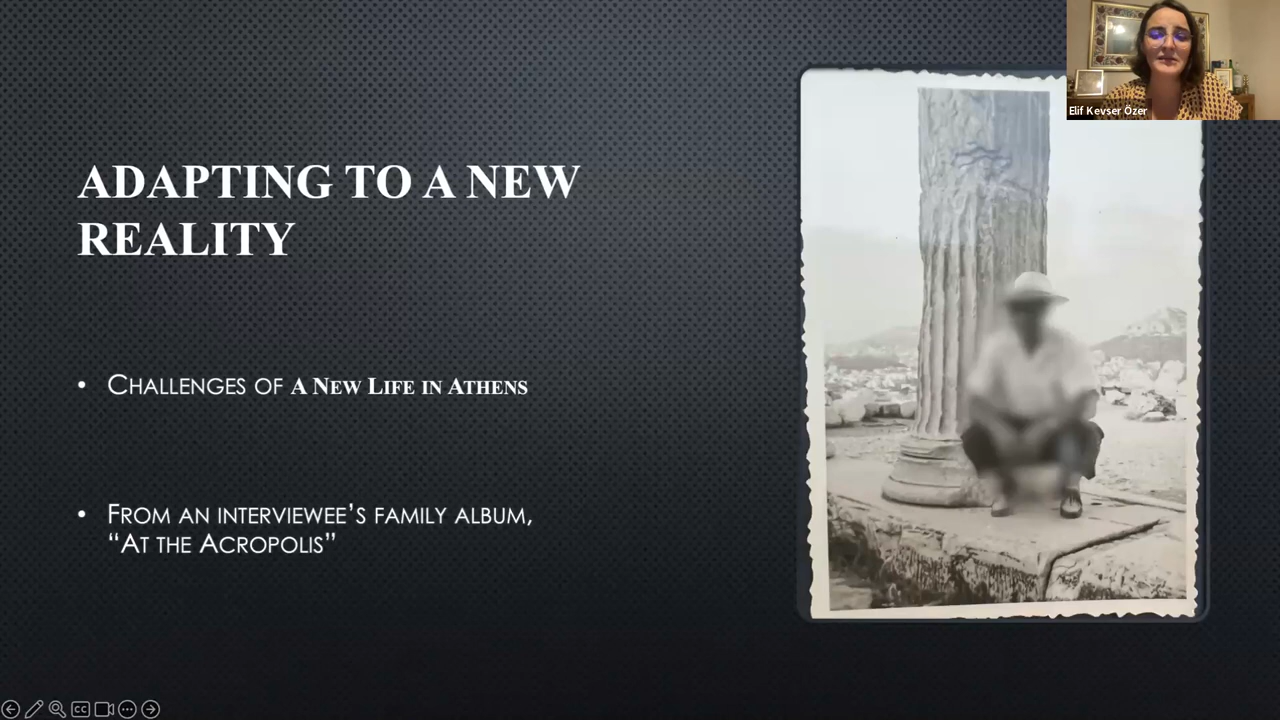 ADAPTING TO A NEW
REALITY
• CHALLENGES OF A NEW LIFE IN ATHENS
• FROM AN INTERVIEWEE’S FAMILY ALBUM,
“AT THE ACROPOLIS”
Elif Kevser Özer
CC